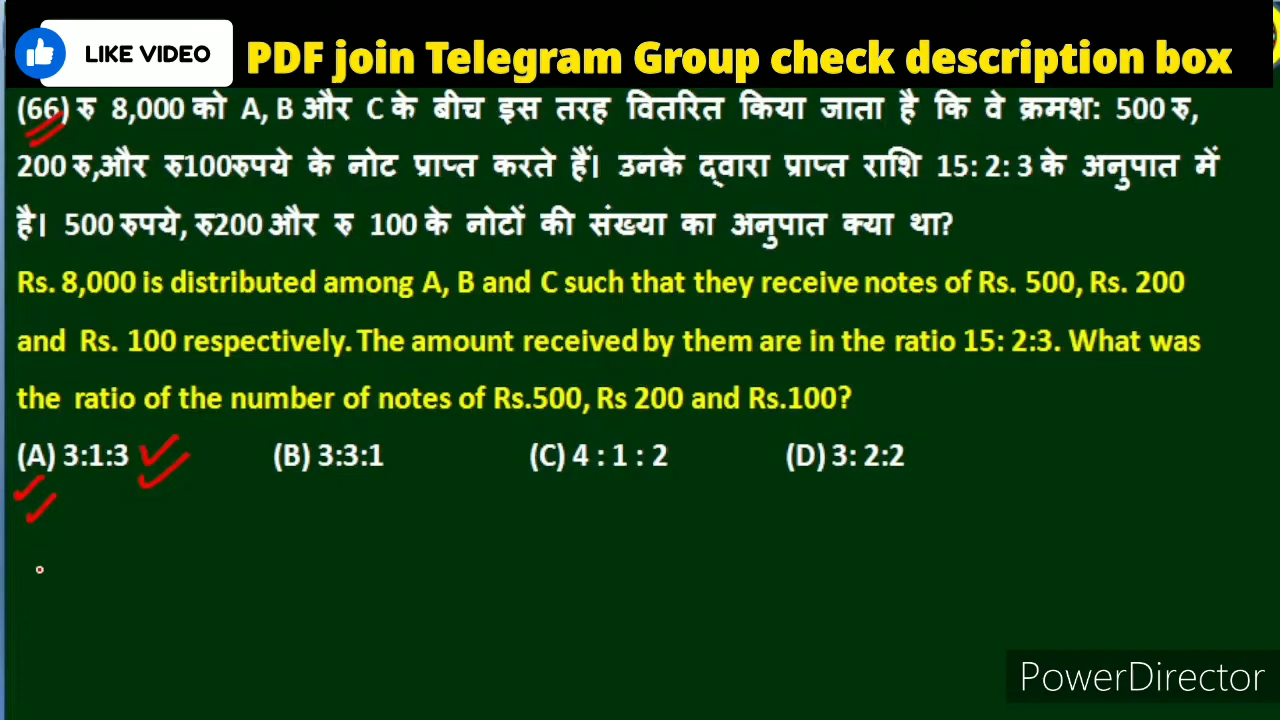 LIKE VIDEO
PDF join Telegram Group check description box
(66) रु 8,000 को A, B और C के बीच इस तरह वितरित किया जाता है कि वे क्रमश: 500 रु,
200 रु,और रु100रुपये के नोट प्राप्त करते हैं। उनके द्वारा प्राप्त राशि 15: 2: 3 के अनुपात में
है। 500 रुपये, रु200 और रु 100 के नोटों की संख्या का अनुपात क्या था?
Rs. 8,000 is distributed among A, B and C such that they receive notes of Rs. 500, Rs. 200
and Rs. 100 respectively. The amount received by them are in the ratio 15: 2:3. What was
the ratio of the number of notes of Rs.500, Rs 200 and Rs.100?
(A) 3:1:3 (B) 3:3:1 (C) 4 : 1 : 2 (D) 3: 2:2
PowerDirector